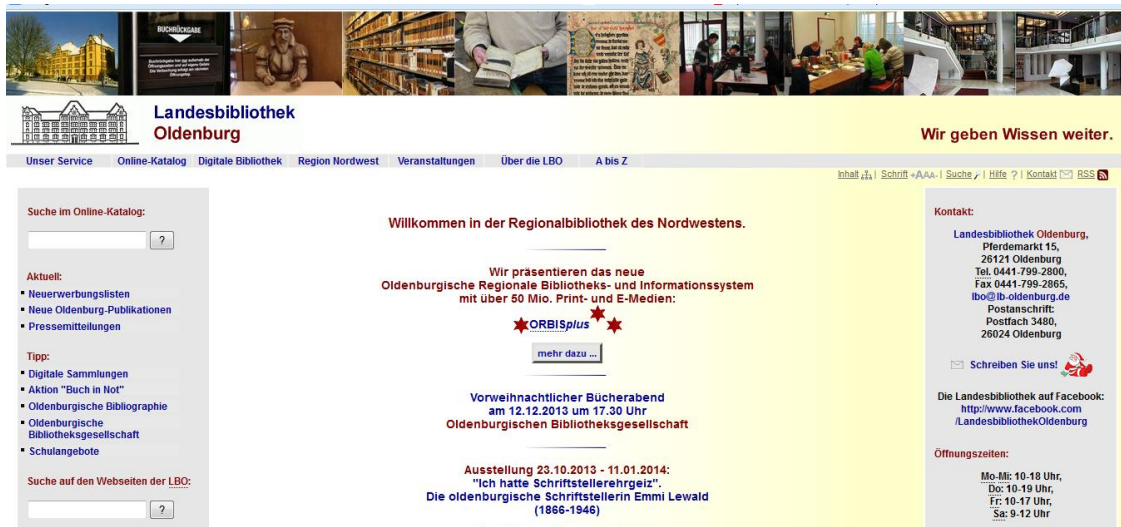 BUCHRÜCKGABE
Landesbibliothek
Oldenburg
Wir geben Wissen weiter.
Unser Service Online-Katalog Digitale Bibliothek Region Nordwest Veranstaltungen Über die LBO A bis Z
Inhalt | Schrift +AAA- | Suche | Hilfe ? | Kontakt RSS
Suche im Online-Katalog:
?
Aktuell:
Neuerwerbungslisten
Neue Oldenburg-Publikationen
Pressemitteilungen
Tipp:
Digitale Sammlungen
Aktion "Buch in Not"
Oldenburgische Bibliographie
Oldenburgische
Bibliotheksgesellschaft
Schulangebote
Suche auf den Webseiten der LBO:
?
Willkommen in der Regionalbibliothek des Nordwestens.
Wir präsentieren das neue
Oldenburgische Regionale Bibliotheks- und Informationssystem
mit über 50 Mio. Print- und E-Medien:
ORBISplus
mehr dazu ...
Vorweihnachtlicher Bücherabend
am 12.12.2013 um 17.30 Uhr
Oldenburgischen Bibliotheksgesellschaft
Ausstellung 23.10.2013 - 11.01.2014:
"Ich hatte Schriftstellerehrgeiz".
Die oldenburgische Schriftstellerin Emmi Lewald
(1866-1946)
Kontakt:
Landesbibliothek Oldenburg,
Pferdemarkt 15,
26121 Oldenburg
Tel. 0441-799-2800,
Fax 0441-799-2865,
lbo@lb-oldenburg.de
Postanschrift:
Postfach 3480,
26024 Oldenburg
Schreiben Sie uns!
Die Landesbibliothek auf Facebook:
http://www.facebook.com
/LandesbibliothekOldenburg
Öffnungszeiten:
Mo-Mi: 10-18 Uhr,
Do: 10-19 Uhr,
Fr: 10-17 Uhr,
Sa: 9-12 Uhr